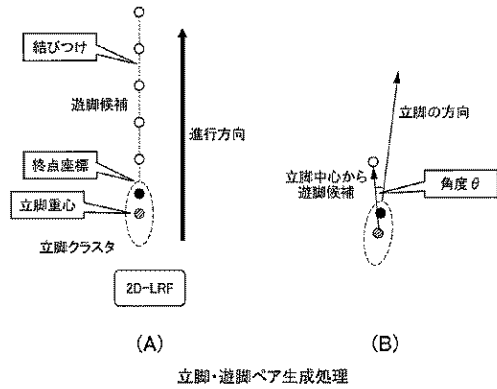 結びつけ
遊脚候補
進行方向
終点座標
立脚重心
立脚クラスタ
2D-LRF
(A)
立脚の方向
立脚中心から
遊脚候補
角度θ
(B)
立脚・遊脚ペア生成処理